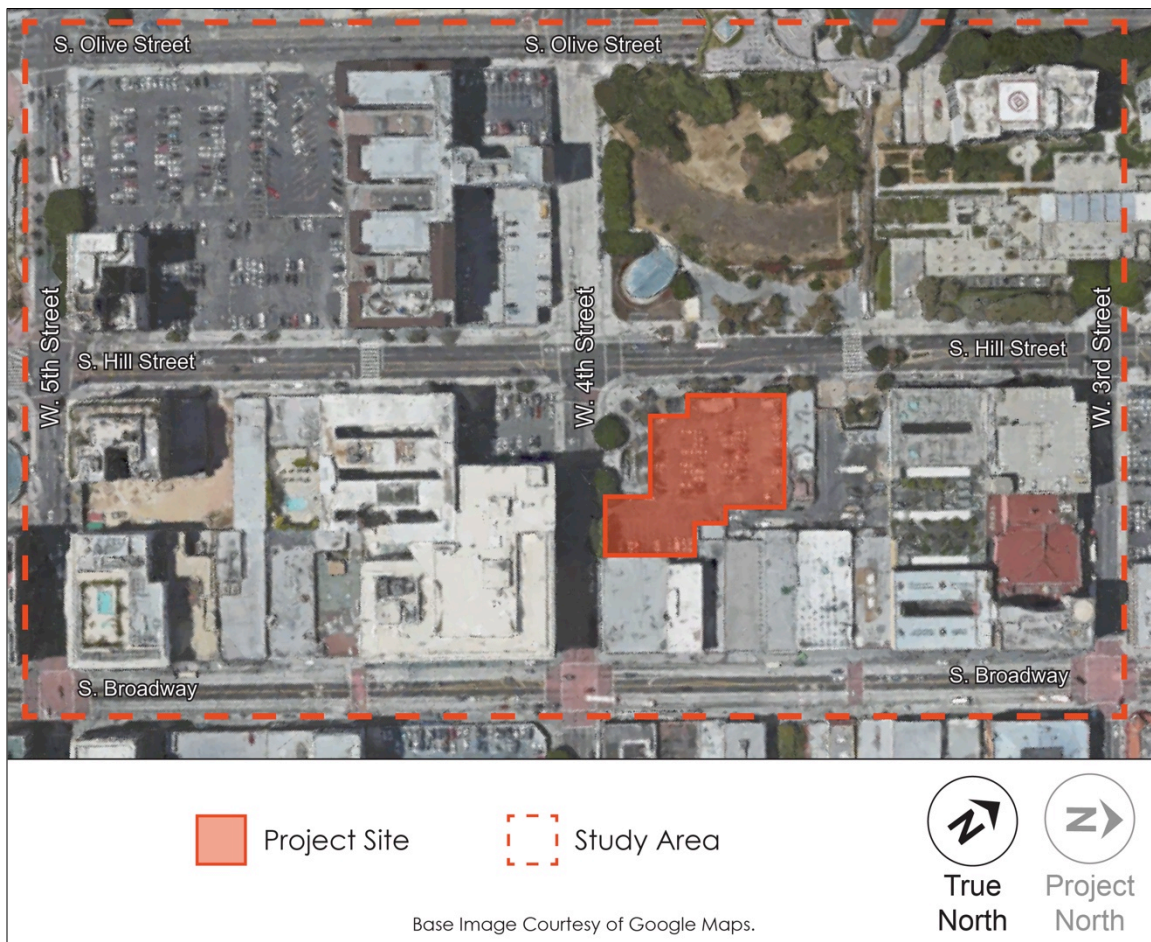 S. Olive Street
S. Olive Street
W. 5th Street
W. 4th Street
W. 3rd Street
S. Hill Street
S. Hill Street
S. Broadway
S. Broadway
Project Site
Study Area
N
True
North
N
Project
North
Base Image Courtesy of Google Maps.